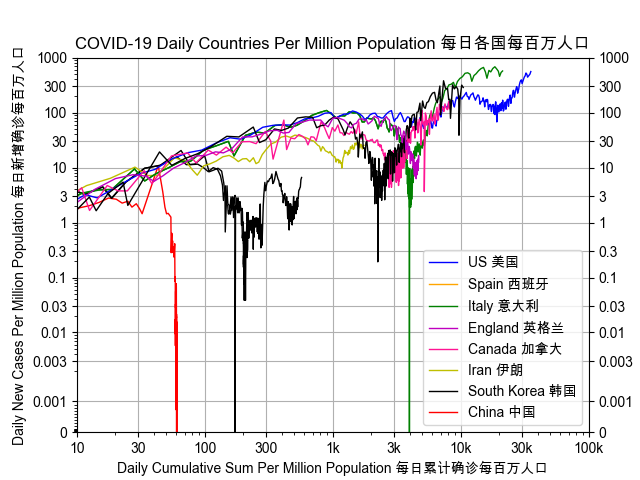 COVID-19 Daily Countries Per Million Population 每日各国每百万人口
Daily New Cases Per Million Population 每日新增确诊每百万人口
1000 1000
300 300
100 100
30 30
10 10
3 3
1 1
0.3 0.3
0.1 0.1
0.03 0.03
0.01 0.01
0.003 0.003
0.001 0.001
0 0
US 美国
Spain 西班牙
Italy 意大利
England 英格兰
Canada 加拿大
Iran 伊朗
South Korea 韩国
China 中国
10 30 100 300 1k 3k 10k 30k 100k
Daily Cumulative Sum Per Million Population 每日累计确诊每百万人口